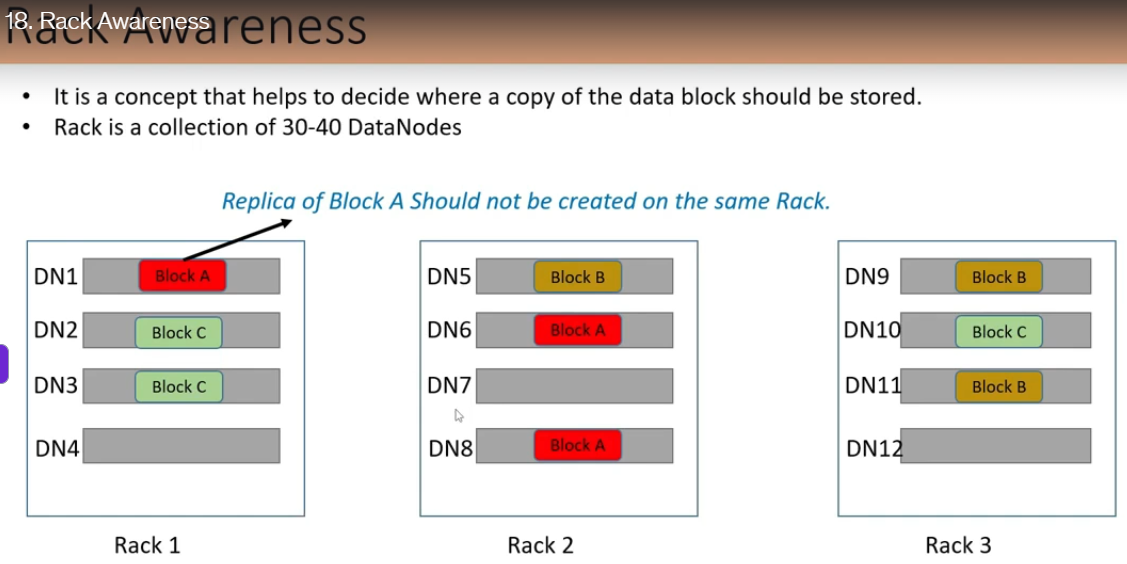 18. Rack Awareness
Rack Awareness
• It is a concept that helps to decide where a copy of the data block should be stored.
• Rack is a collection of 30-40 DataNodes
Replica of Block A Should not be created on the same Rack.
DN1 Block A
DN2 Block C
DN3 Block C
DN4
Rack 1
DN5 Block B
DN6 Block A
DN7
DN8 Block A
Rack 2
DN9 Block B
DN10 Block C
DN11 Block B
DN12
Rack 3